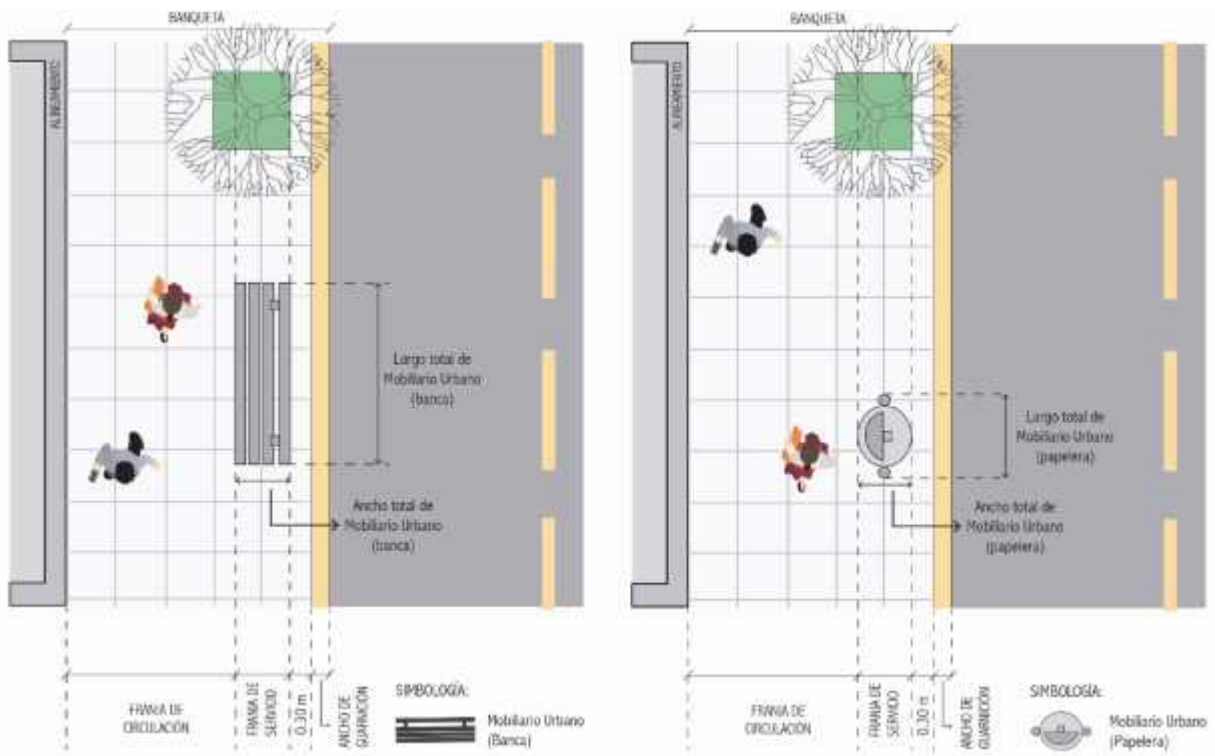 BANQUETA
ALINEAMIENTO
Largo total de
Mobiliario Urbano
(banca)
Ancho total de
Mobiliario Urbano
(banca)
FRANJA DE
CIRCULACIÓN
FRANJA DE
SERVICIO
0.30 m
ANCHO DE
GUARNICIÓN
SIMBOLOGÍA:
Mobiliario Urbano
(Banca)
BANQUETA
ALINEAMIENTO
Largo total de
Mobiliario Urbano
(papelera)
Ancho total de
Mobiliario Urbano
(papelera)
FRANJA DE
CIRCULACIÓN
FRANJA DE
SERVICIO
0.30 m
ANCHO DE
GUARNICIÓN
SIMBOLOGÍA:
Mobiliario Urbano
(Papelera)